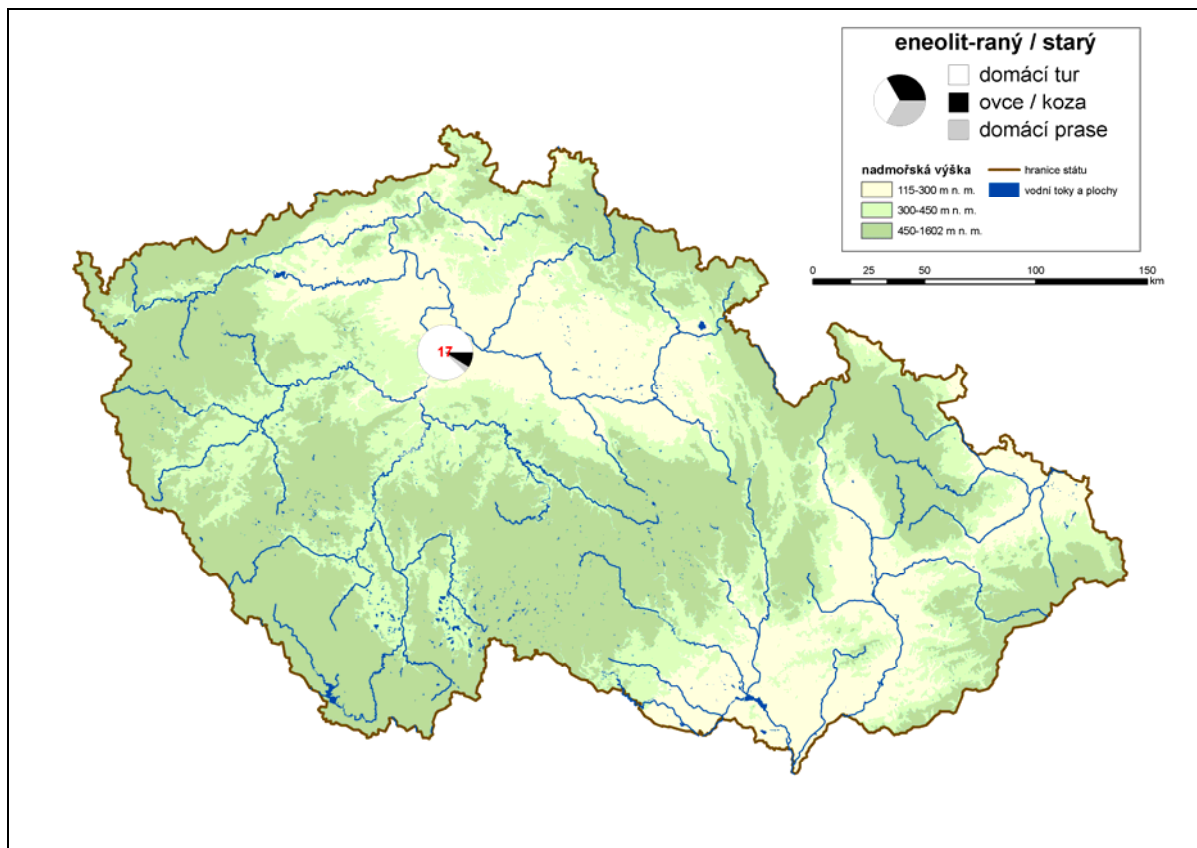 eneolit-raný / starý
domácí tur
ovce / koza
domácí prase
nadmořská výška
hranice státu
115-300 m n. m.
vodní toky a plochy
300-450 m n. m.
450-1602 m n. m.
0 25 50 100 150
km
17